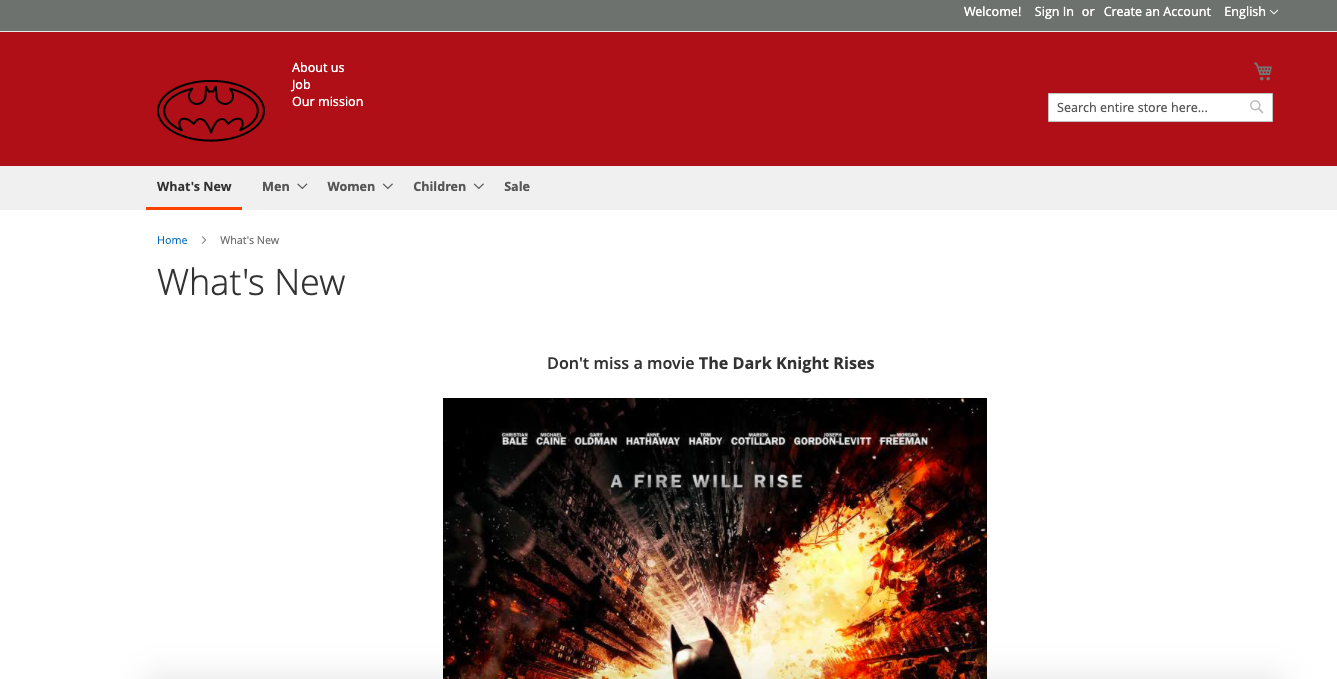 Welcome! Sign In or Create an Account English
About us
Job
Our mission
Search entire store here...
What's New Men Women Children Sale
Home What's New
What's New
Don't miss a movie The Dark Knight Rises
CHRISTIAN BALE MICHAEL CAINE GARY OLDMAN ANNE HATHAWAY TOM HARDY MARION COTILLARD JOSEPH GORDON-LEVITT AND MORGAN FREEMAN
A FIRE WILL RISE